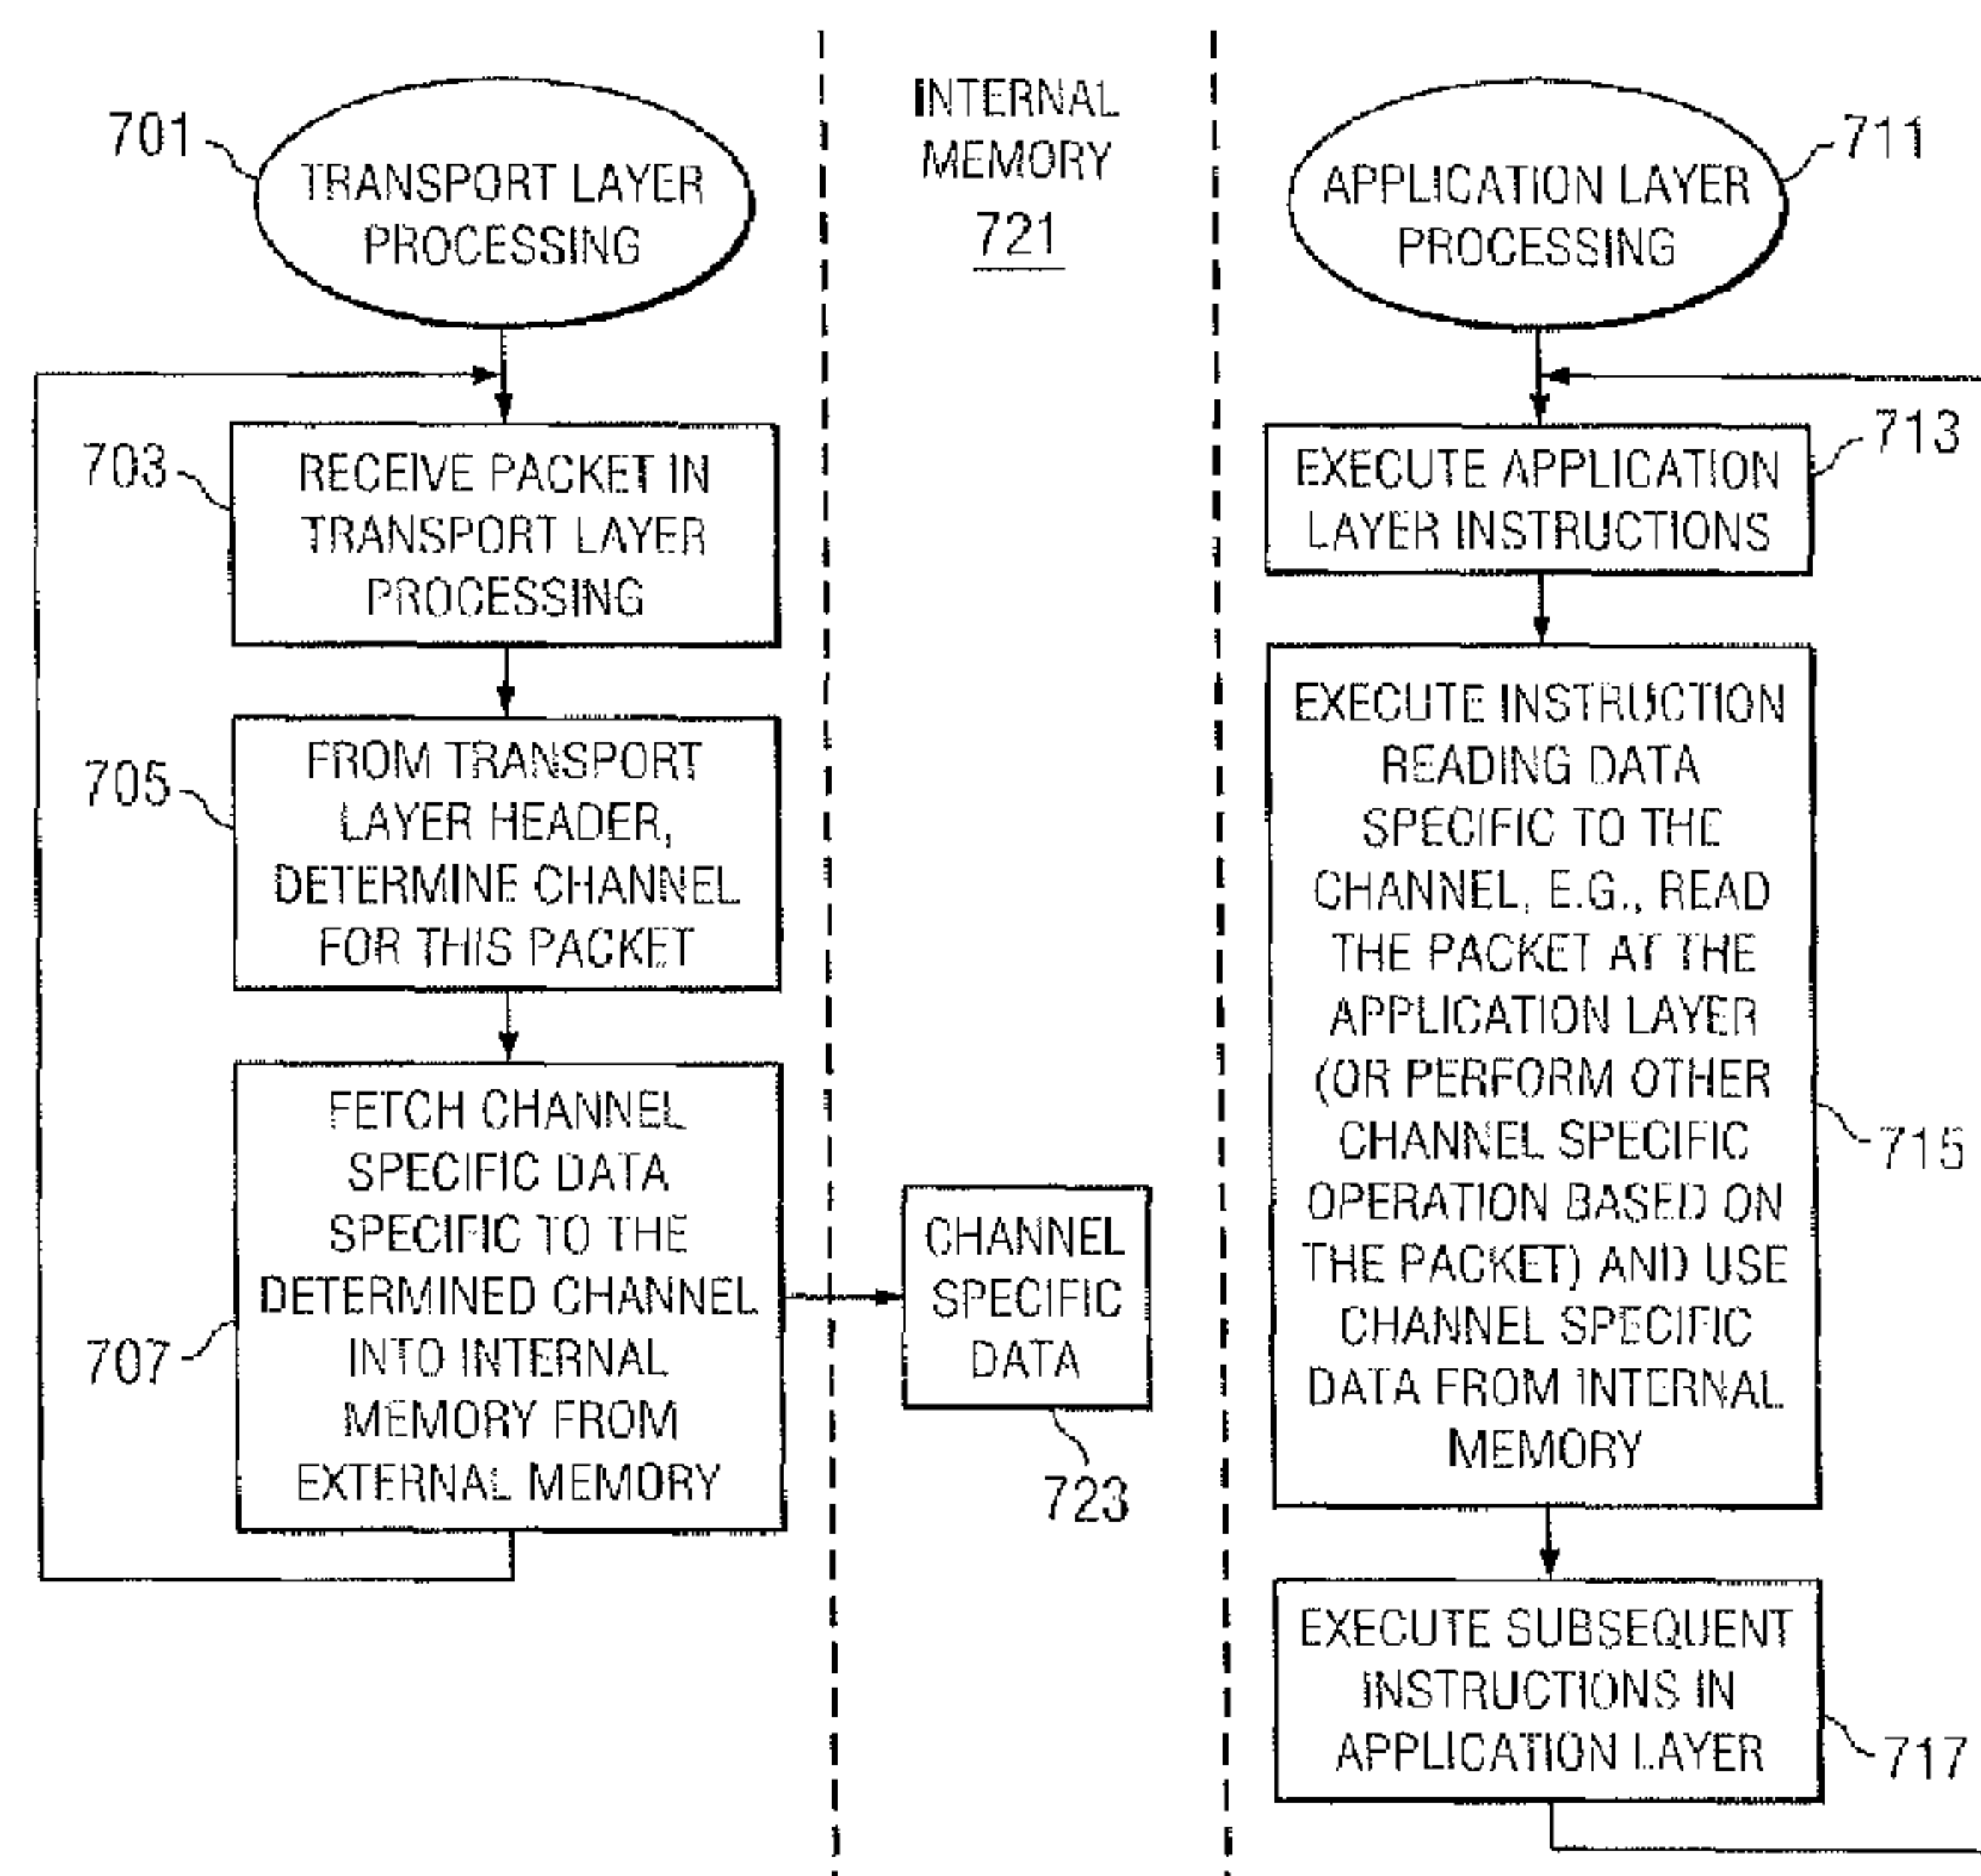 701
TRANSPORT LAYER
PROCESSING
703
RECEIVE PACKET IN
TRANSPORT LAYER
PROCESSING
705
FROM TRANSPORT
LAYER HEADER,
DETERMINE CHANNEL
FOR THIS PACKET
707
FETCH CHANNEL
SPECIFIC DATA
SPECIFIC TO THE
DETERMINED CHANNEL
INTO INTERNAL
MEMORY FROM
EXTERNAL MEMORY
INTERNAL
MEMORY
721
CHANNEL
SPECIFIC
DATA
723
APPLICATION LAYER
PROCESSING
711
EXECUTE APPLICATION
LAYER INSTRUCTIONS
713
EXECUTE INSTRUCTION
READING DATA
SPECIFIC TO THE
CHANNEL, E.G., READ
THE PACKET AT THE
APPLICATION LAYER
(OR PERFORM OTHER
CHANNEL SPECIFIC
OPERATION BASED ON
THE PACKET) AND USE
CHANNEL SPECIFIC
DATA FROM INTERNAL
MEMORY
715
EXECUTE SUBSEQUENT
INSTRUCTIONS IN
APPLICATION LAYER
717